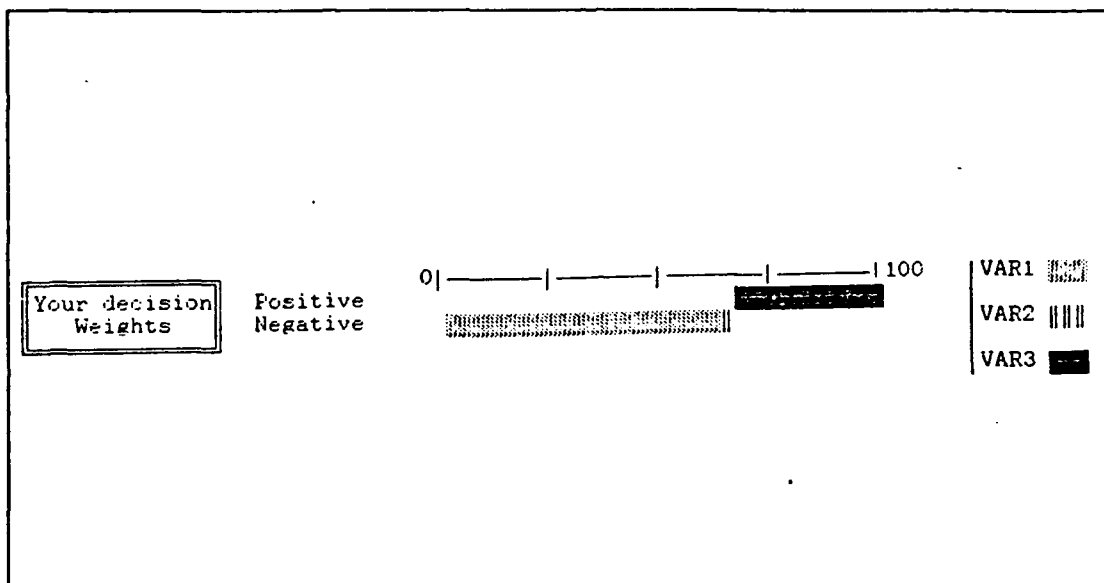 0 100
Your decision
Weights
Positive
Negative
VAR1
VAR2
VAR3